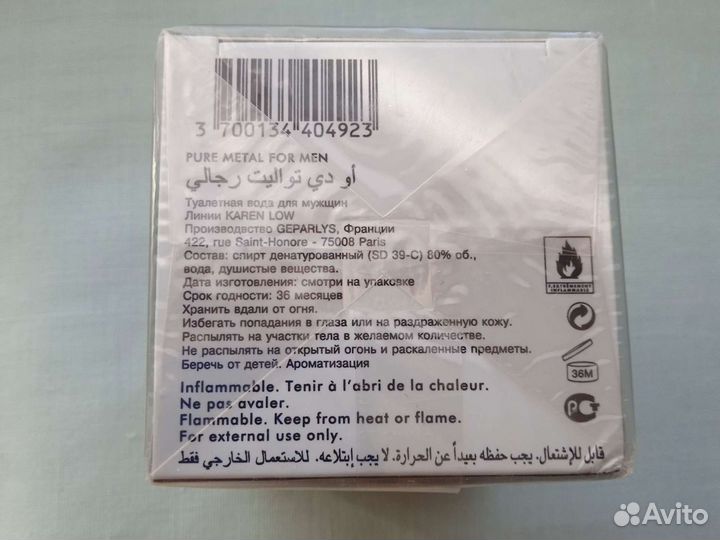 3 700134 404923
PURE METAL FOR MEN
أو دي تواليت رجالي
Туалетная вода для мужщин
Линии KAREN LOW
Производвство GEPARLYS, Франции
422, rue Saint-Honore - 75008 Paris
Состав: спирт денатурованный (SD 39-C) 80% об.,
вода, душистые вещества.
Дата изготовления: смотри на упаковке
Срок годности: 36 месяцев
Хранить вдали от огня.
Избегать попадания в глаза или на раздраженную кожу.
Распылять на участки тела в желаемом количестве.
Не распылять на открытый огонь и раскаленные предметы.
Беречь от детей. Ароматизация
Inflammable. Tenir à l'abri de la chaleur.
Ne pas avaler.
Flammable. Keep from heat or flame.
For external use only.
قابل للإشتعال. يجب حفظه بعيداً عن الحرارة. لا يجب إبتلاعه. للاستعمال الخارجي فقط
F.EXTRÊMEMENT
INFLAMMABLE
36M
Avito